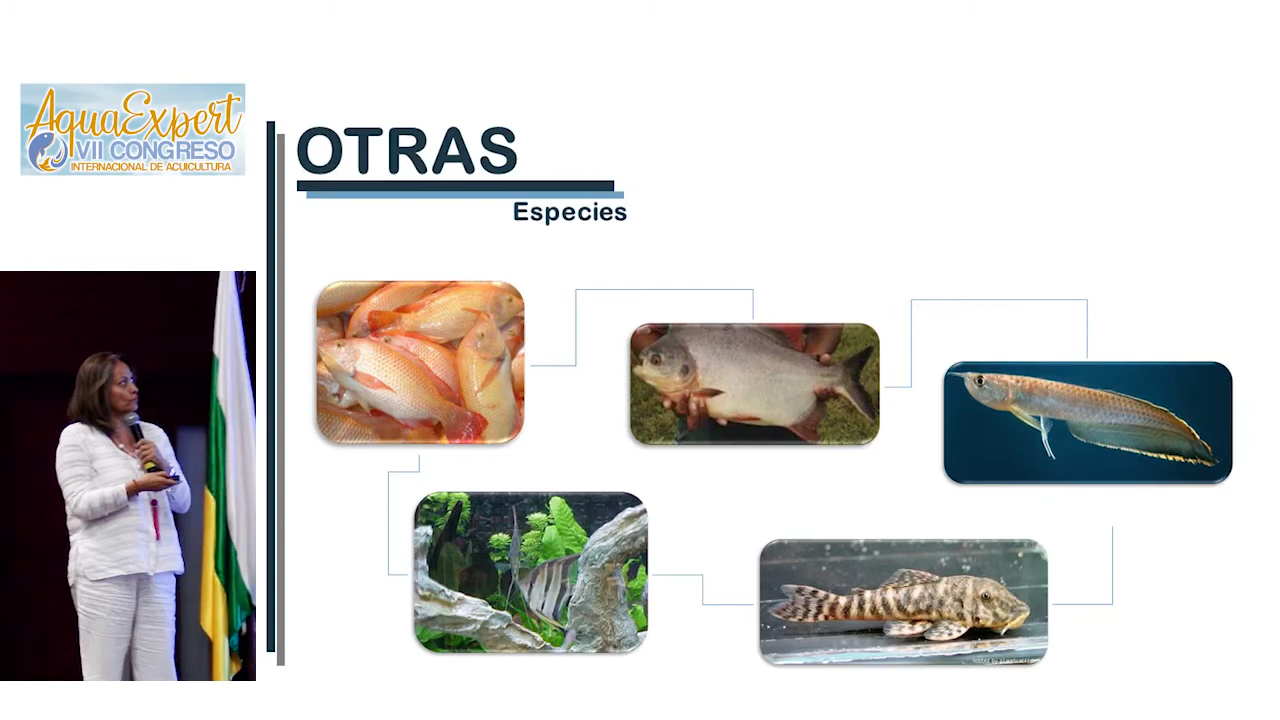 AquaExpert
VII CONGRESO
INTERNACIONAL DE ACUICULTURA
OTRAS
Especies